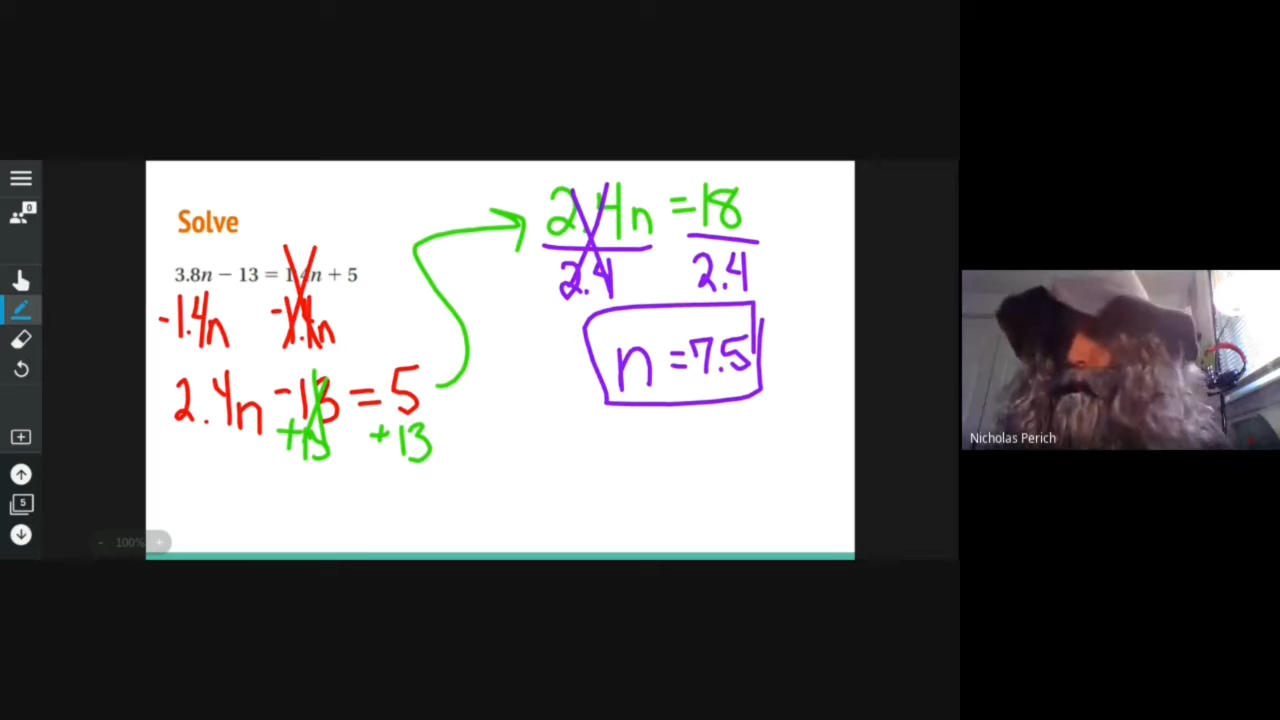 Solve
3.8n − 13 = 1.4n + 5
-1.4n -1.4n
2.4n -13 = 5
+13 +13
2.4n = 18
2.4 2.4
n = 7.5
Nicholas Perich
0
5
- 100% +